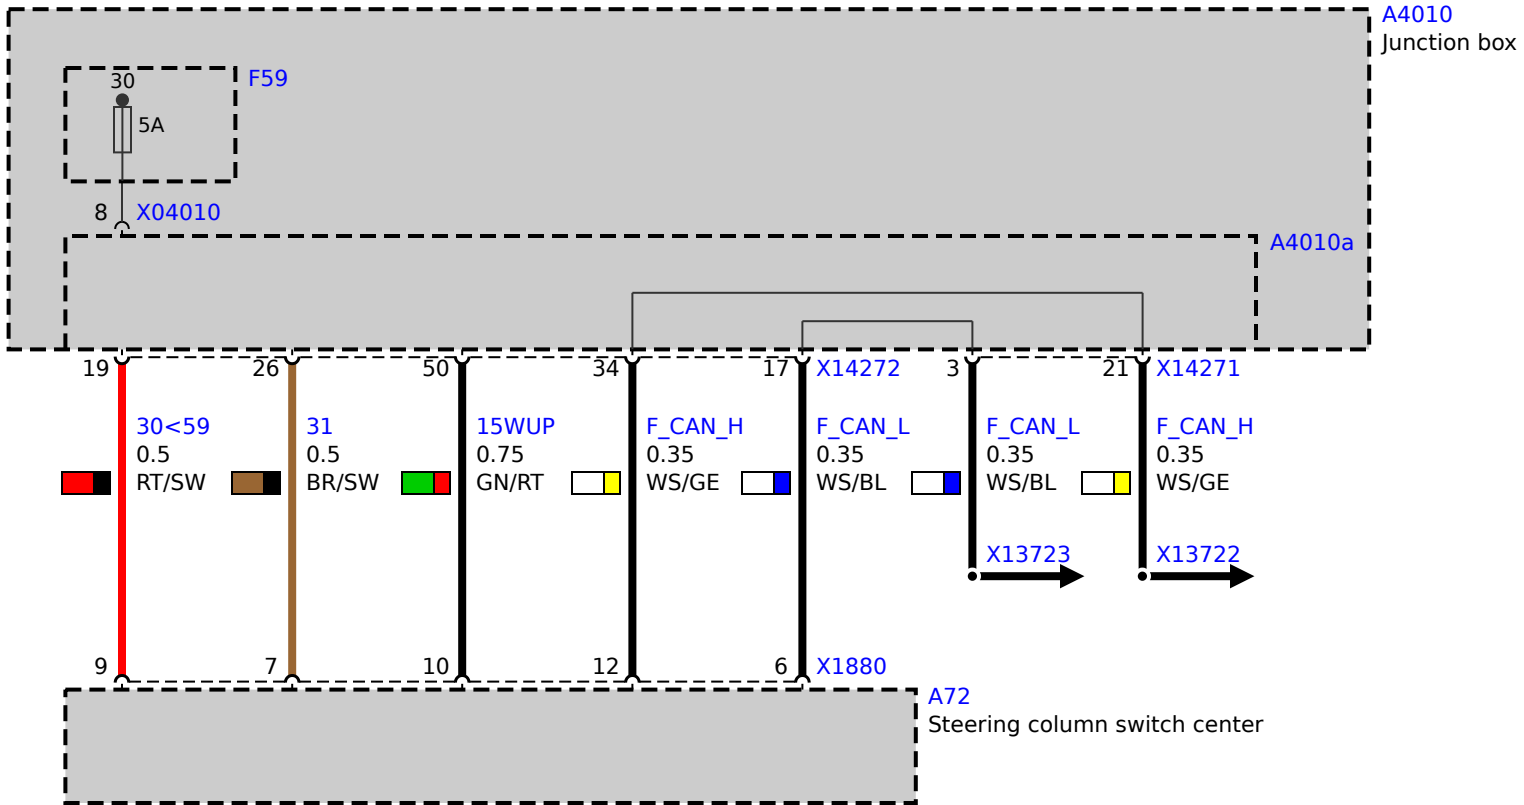 A4010
Junction box
30
F59
5A
8 X04010
A4010a
19 26 50 34 17 X14272 3 21 X14271
30<59 31 15WUP F_CAN_H F_CAN_L F_CAN_L F_CAN_H
0.5 0.5 0.75 0.35 0.35 0.35 0.35
RT/SW BR/SW GN/RT WS/GE WS/BL WS/BL WS/GE
X13723 X13722
9 7 10 12 6 X1880
A72
Steering column switch center